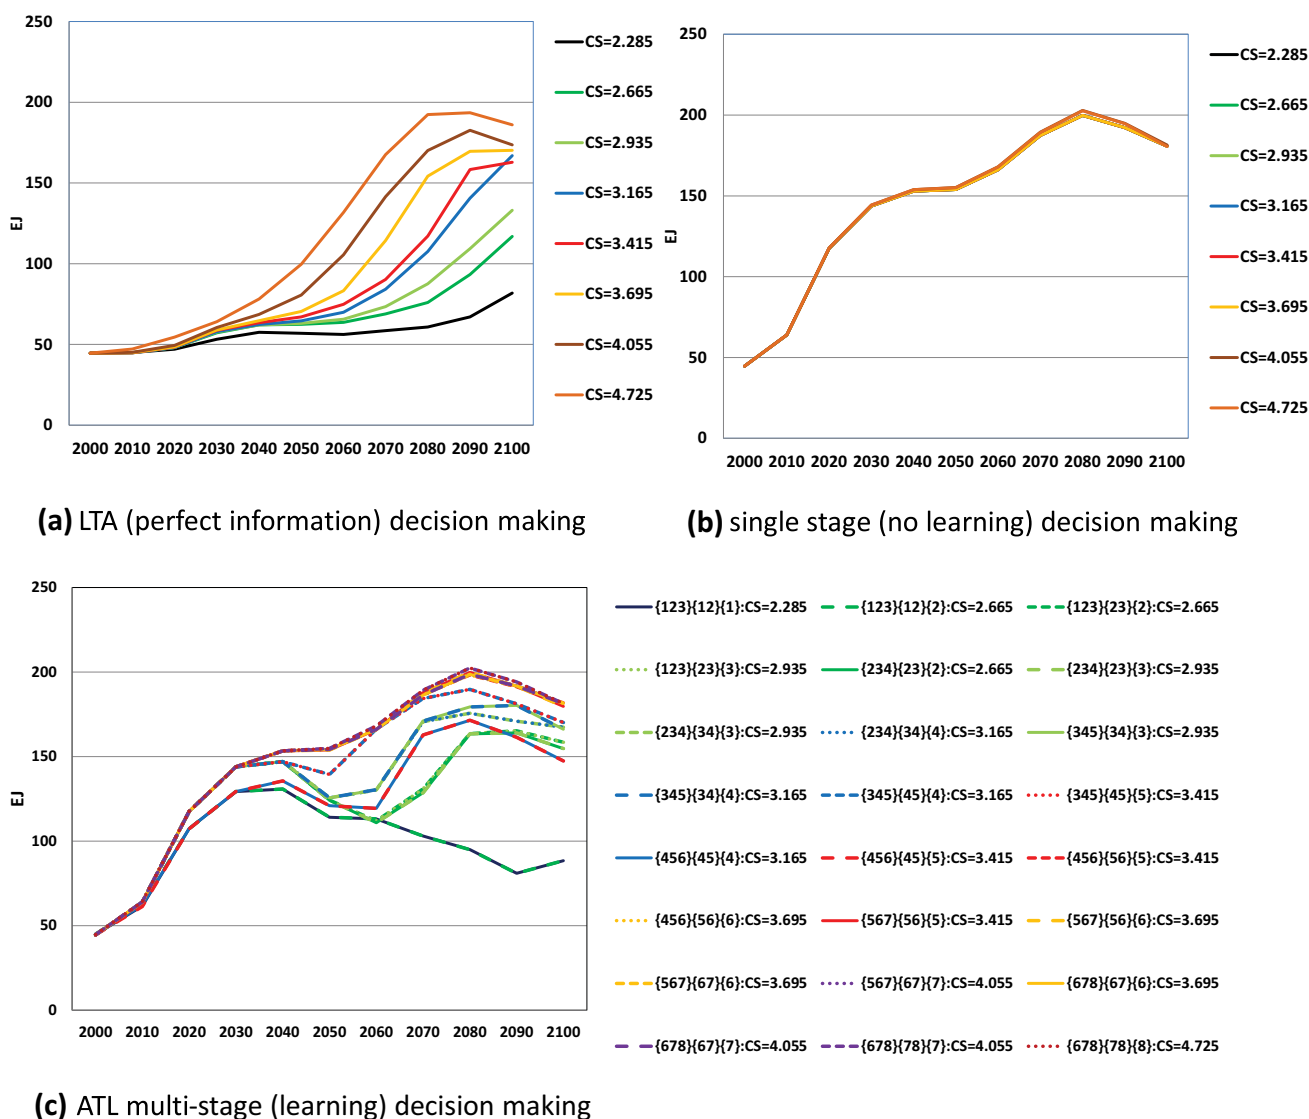 250
200
150
100
50
0
EJ
2000 2010 2020 2030 2040 2050 2060 2070 2080 2090 2100
CS=2.285
CS=2.665
CS=2.935
CS=3.165
CS=3.415
CS=3.695
CS=4.055
CS=4.725
(a) LTA (perfect information) decision making
250
200
150
100
50
0
EJ
2000 2010 2020 2030 2040 2050 2060 2070 2080 2090 2100
CS=2.285
CS=2.665
CS=2.935
CS=3.165
CS=3.415
CS=3.695
CS=4.055
CS=4.725
(b) single stage (no learning) decision making
250
200
150
100
50
0
EJ
2000 2010 2020 2030 2040 2050 2060 2070 2080 2090 2100
{123}{12}{1}:CS=2.285 {123}{12}{2}:CS=2.665 {123}{23}{2}:CS=2.665
{123}{23}{3}:CS=2.935 {234}{23}{2}:CS=2.665 {234}{23}{3}:CS=2.935
{234}{34}{3}:CS=2.935 {234}{34}{4}:CS=3.165 {345}{34}{3}:CS=2.935
{345}{34}{4}:CS=3.165 {345}{45}{4}:CS=3.165 {345}{45}{5}:CS=3.415
{456}{45}{4}:CS=3.165 {456}{45}{5}:CS=3.415 {456}{56}{5}:CS=3.415
{456}{56}{6}:CS=3.695 {567}{56}{5}:CS=3.415 {567}{56}{6}:CS=3.695
{567}{67}{6}:CS=3.695 {567}{67}{7}:CS=4.055 {678}{67}{6}:CS=3.695
{678}{67}{7}:CS=4.055 {678}{78}{7}:CS=4.055 {678}{78}{8}:CS=4.725
(c) ATL multi-stage (learning) decision making